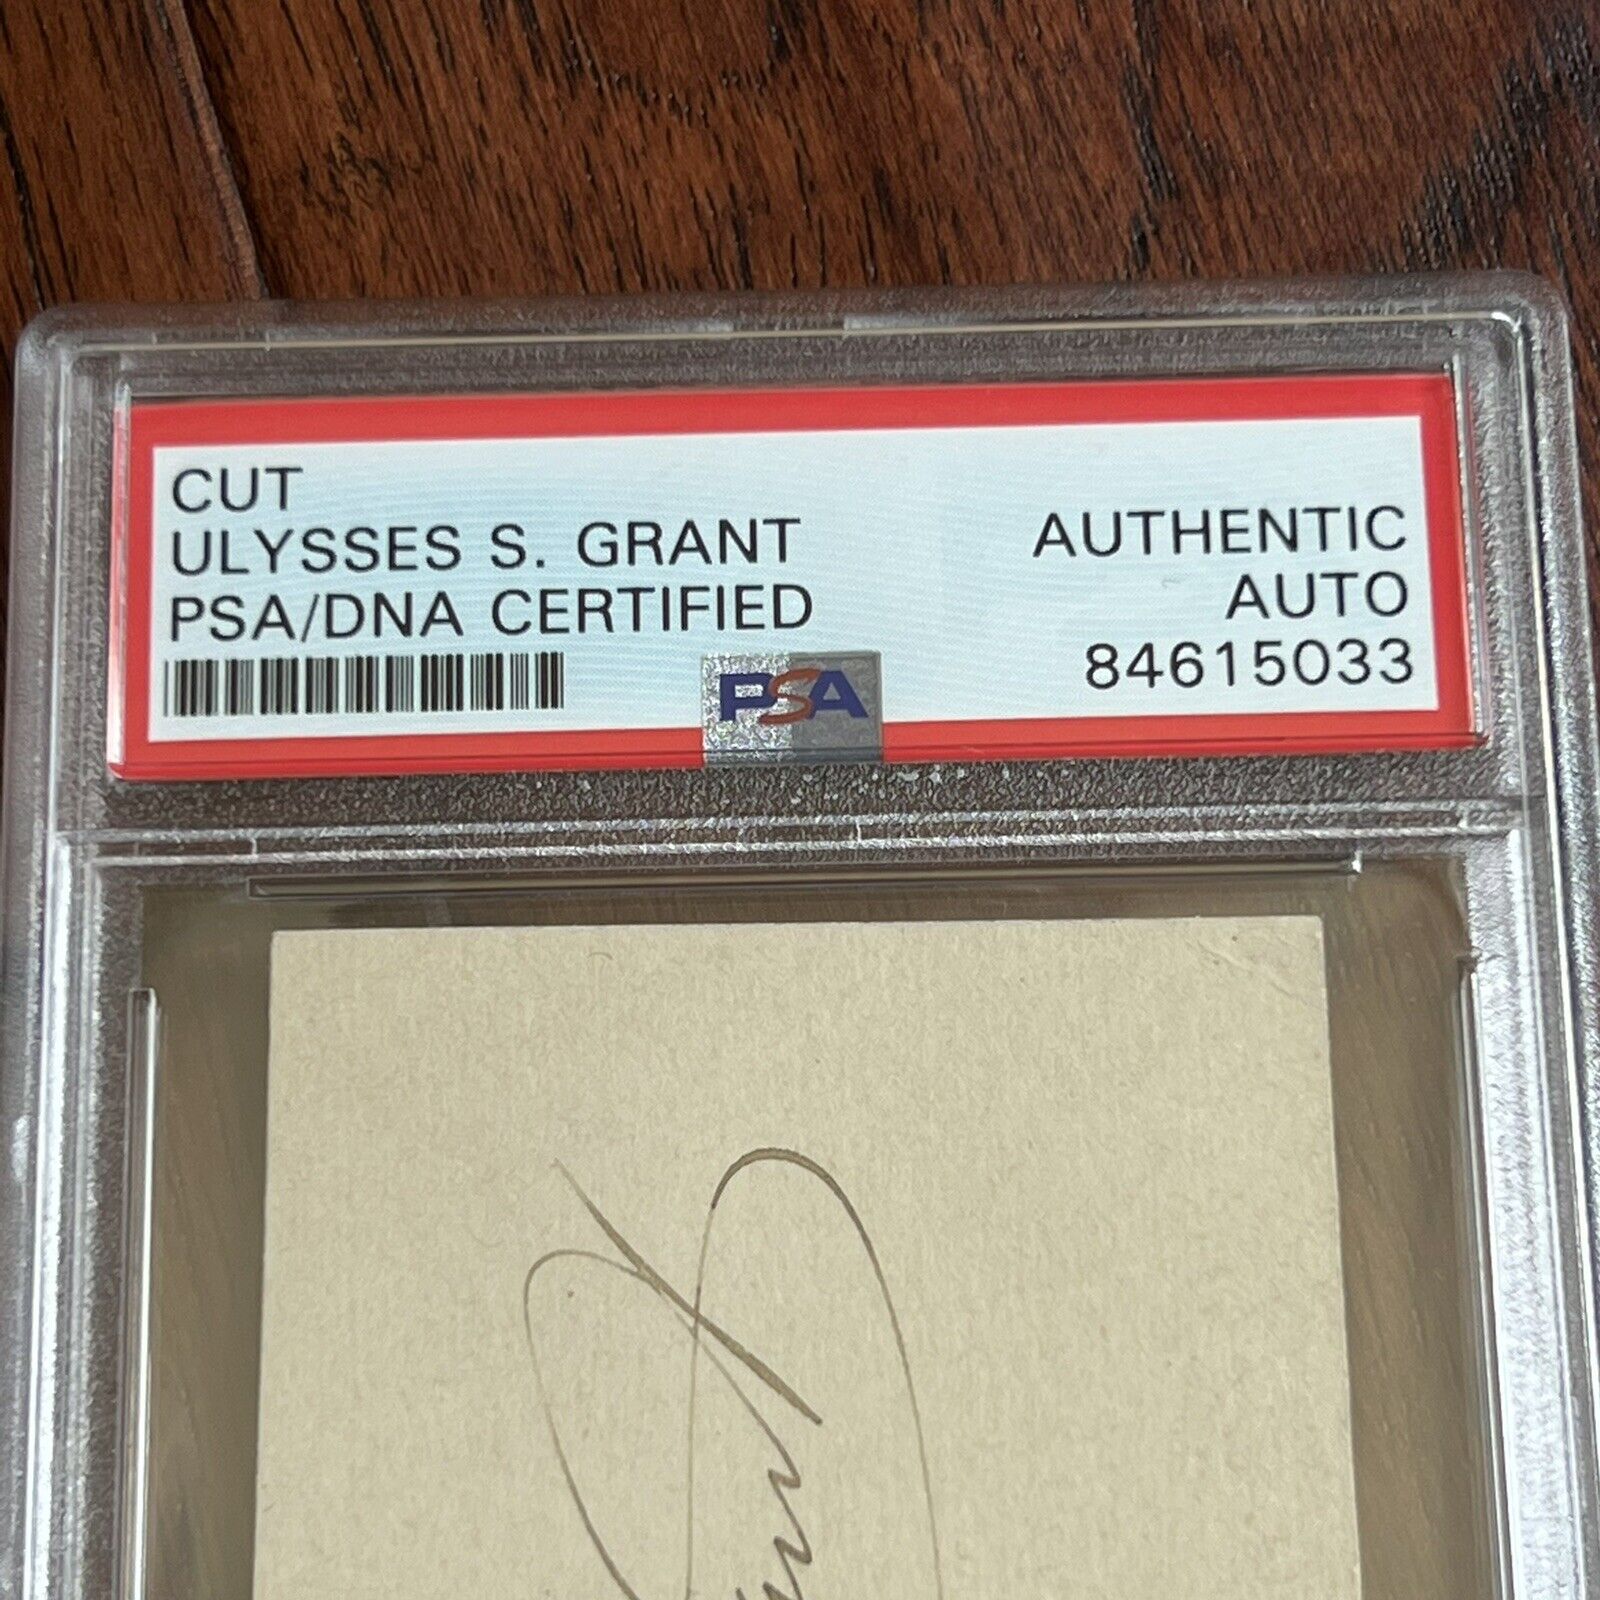 CUT
ULYSSES S. GRANT
PSA/DNA CERTIFIED
AUTHENTIC
AUTO
84615033
PSA